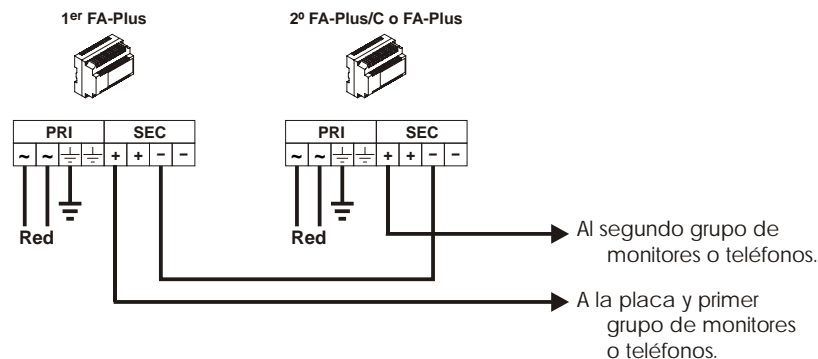 1er FA-Plus
2º FA-Plus/C o FA-Plus
PRI SEC
~ ~ ⏚ ⏚ + + – –
PRI SEC
~ ~ ⏚ ⏚ + + – –
Red
Red
Al segundo grupo de
monitores o teléfonos.
A la placa y primer
grupo de monitores
o teléfonos.